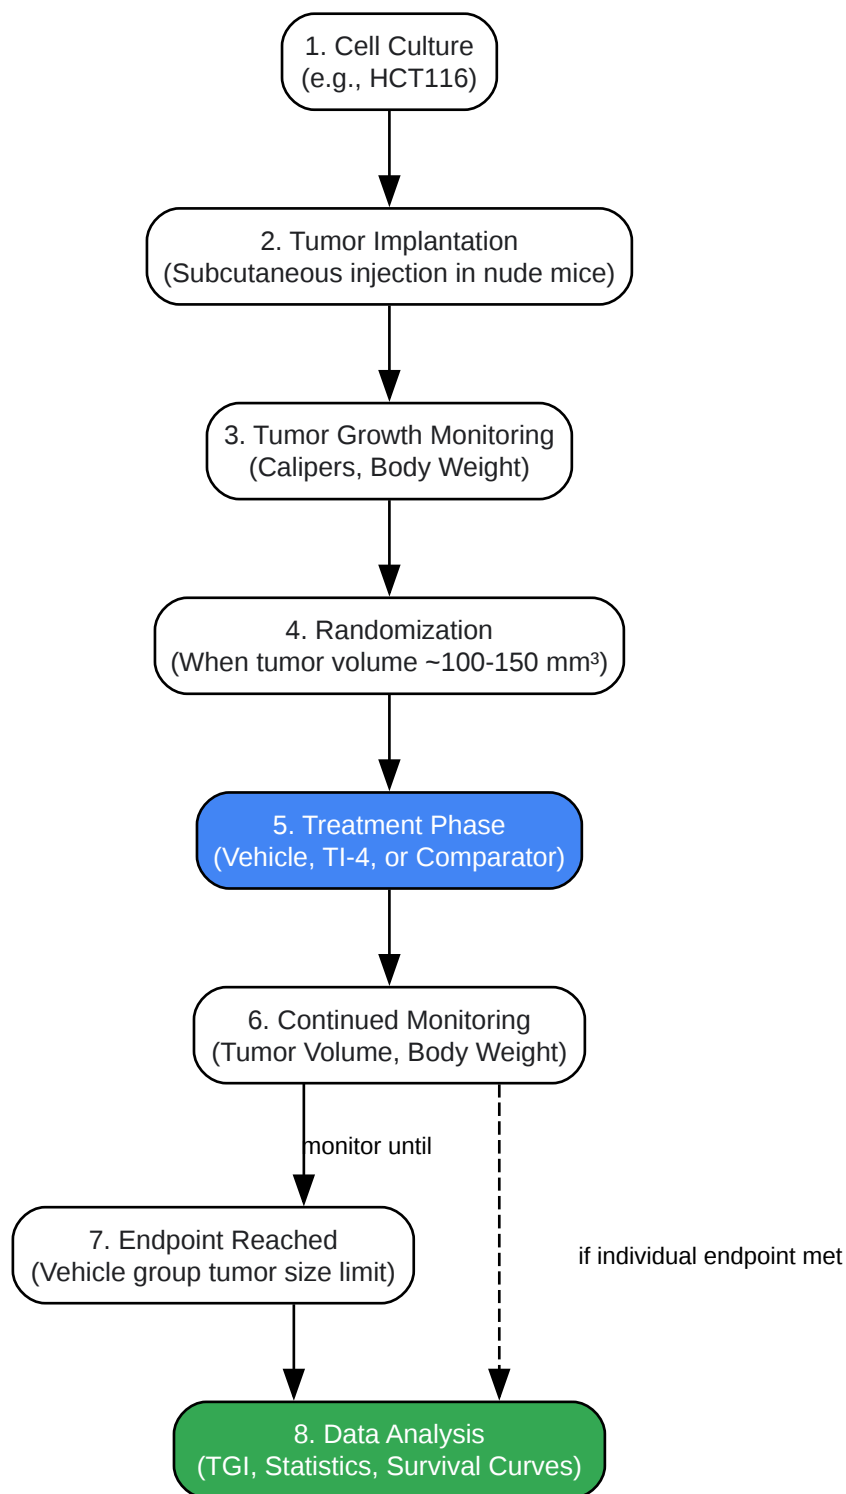 1. Cell Culture
(e.g., HCT116)
2. Tumor Implantation
(Subcutaneous injection in nude mice)
3. Tumor Growth Monitoring
(Calipers, Body Weight)
4. Randomization
(When tumor volume ~100-150 mm³)
5. Treatment Phase
(Vehicle, TI-4, or Comparator)
6. Continued Monitoring
(Tumor Volume, Body Weight)
monitor until
7. Endpoint Reached
(Vehicle group tumor size limit)
if individual endpoint met
8. Data Analysis
(TGI, Statistics, Survival Curves)